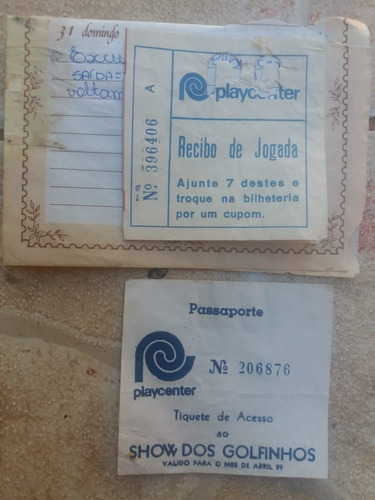 31 domingo
Excu
SAÍDA=
voltam
A
Nº 396406
playcenter
Recibo de Jogada
Ajunte 7 destes e
troque na bilheteria
por um cupom.
Passaporte
playcenter
Nº 206876
Tiquete de Acesso
ao
SHOW DOS GOLFINHOS
VALIDO PARA O MES DE ABRIL 89